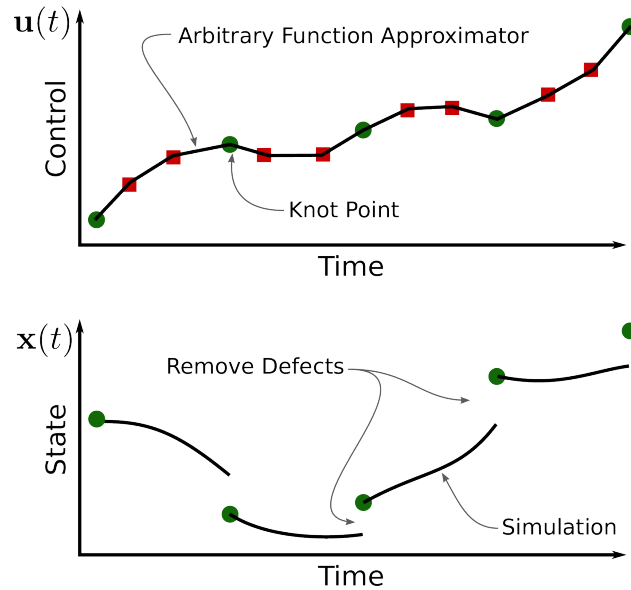 u(t)
Arbitrary Function Approximator
Control
Knot Point
Time
x(t)
Remove Defects
State
Simulation
Time